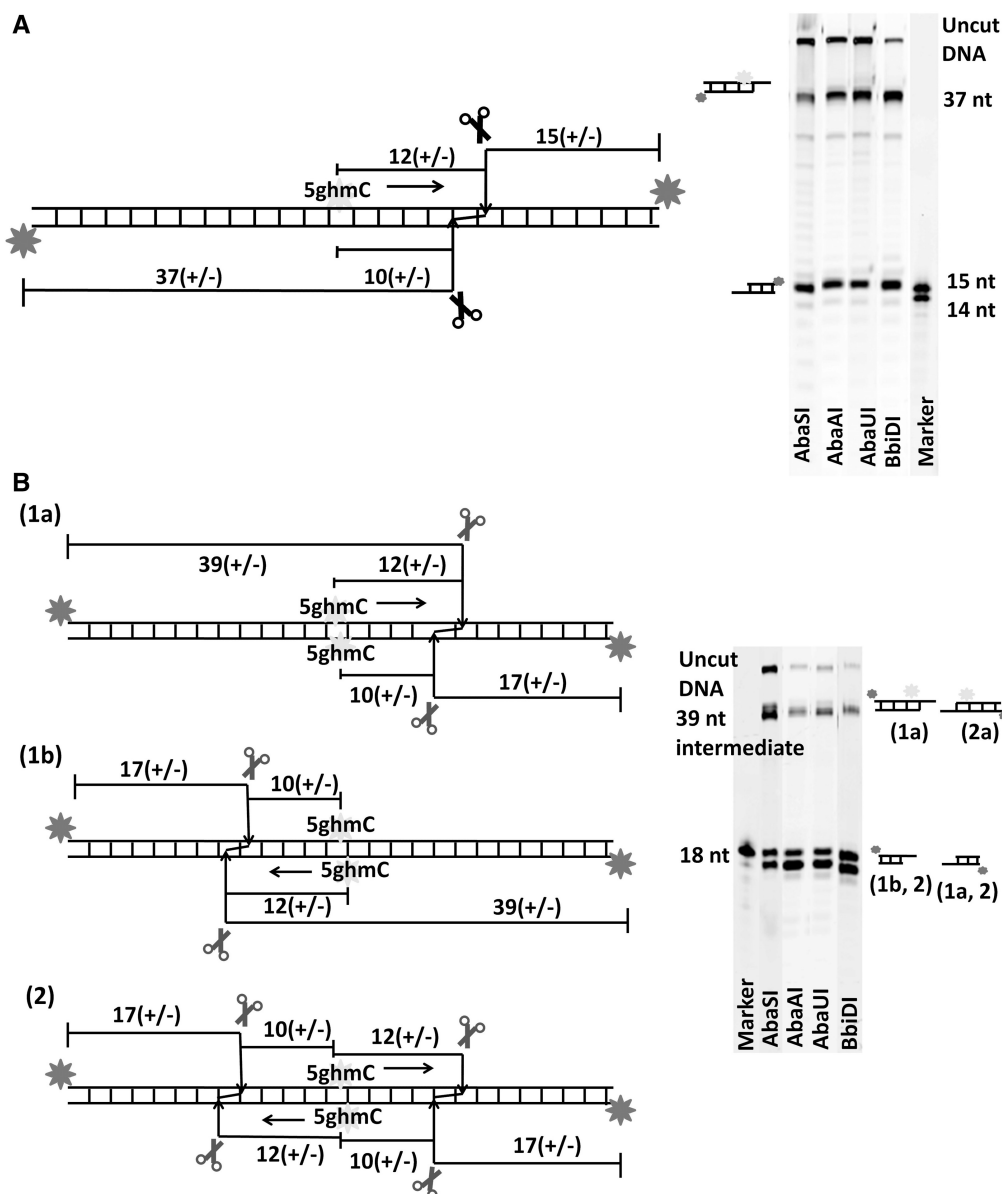 A
Uncut
DNA
37 nt
15(+/-)
12(+/-)
5ghmC
37(+/-)
10(+/-)
15 nt
14 nt
AbaSI
AbaAI
AbaUI
BbiDI
Marker
B
(1a)
39(+/-)
12(+/-)
5ghmC
5ghmC
10(+/-)
17(+/-)
(1b)
17(+/-)
10(+/-)
5ghmC
5ghmC
12(+/-)
39(+/-)
(2)
17(+/-)
10(+/-)
12(+/-)
5ghmC
5ghmC
12(+/-)
10(+/-)
17(+/-)
Uncut
DNA
39 nt
intermediate
(1a)
(2a)
18 nt
(1b, 2)
(1a, 2)
Marker
AbaSI
AbaAI
AbaUI
BbiDI